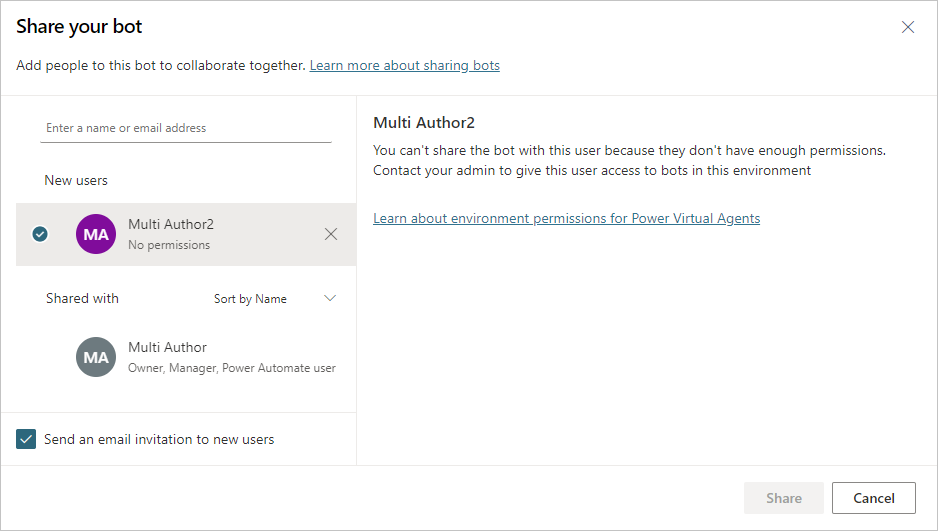 Share your bot
Add people to this bot to collaborate together. Learn more about sharing bots
Enter a name or email address
New users
MA
Multi Author2
No permissions
Shared with
Sort by Name
MA
Multi Author
Owner, Manager, Power Automate user
Send an email invitation to new users
Multi Author2
You can't share the bot with this user because they don't have enough permissions.
Contact your admin to give this user access to bots in this environment
Learn about environment permissions for Power Virtual Agents
Share
Cancel